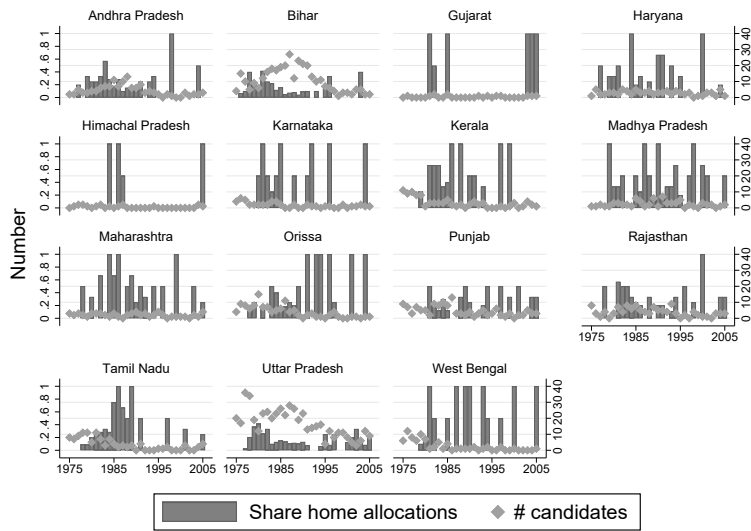 Andhra Pradesh Bihar Gujarat Haryana
0 .2 .4 .6 .8 1
0 10 20 30 40
Himachal Pradesh Karnataka Kerala Madhya Pradesh
0 .2 .4 .6 .8 1
0 10 20 30 40
Maharashtra Orissa Punjab Rajasthan
0 .2 .4 .6 .8 1
0 10 20 30 40
1975 1985 1995 2005
Tamil Nadu Uttar Pradesh West Bengal
0 .2 .4 .6 .8 1
0 10 20 30 40
1975 1985 1995 2005 1975 1985 1995 2005 1975 1985 1995 2005
Number
Share home allocations # candidates